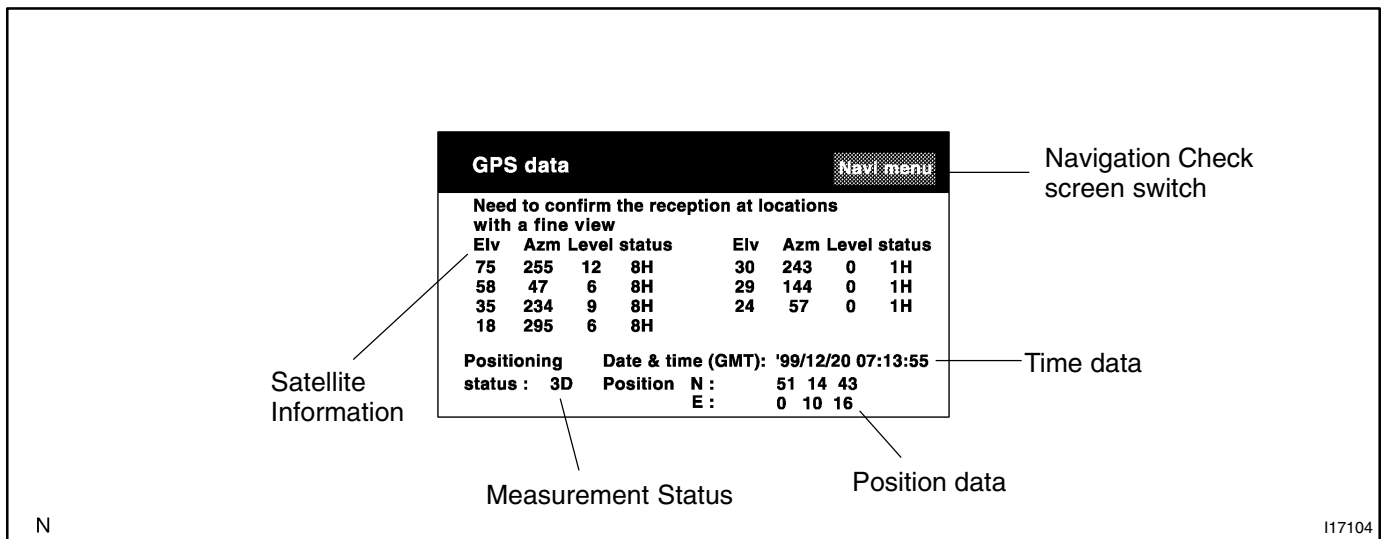 GPS data
Navi menu
Navigation Check
screen switch
Need to confirm the reception at locations
with a fine view
Elv Azm Level status Elv Azm Level status
75 255 12 8H 30 243 0 1H
58 47 6 8H 29 144 0 1H
35 234 9 8H 24 57 0 1H
18 295 6 8H
Positioning Date & time (GMT): '99/12/20 07:13:55
status : 3D Position N : 51 14 43
E : 0 10 16
Time data
Satellite
Information
Measurement Status
Position data
N
I17104